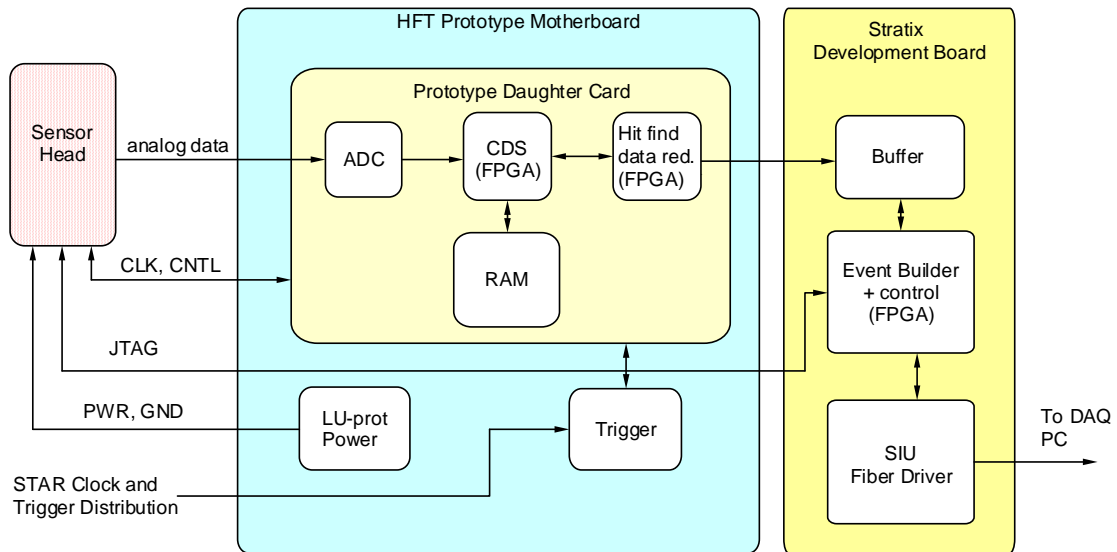 HFT Prototype Motherboard
Stratix
Development Board
Prototype Daughter Card
Sensor
Head
analog data
ADC
CDS
(FPGA)
Hit find
data red.
(FPGA)
Buffer
RAM
CLK, CNTL
Event Builder
+ control
(FPGA)
JTAG
PWR, GND
LU-prot
Power
Trigger
SIU
Fiber Driver
To DAQ
PC
STAR Clock and
Trigger Distribution